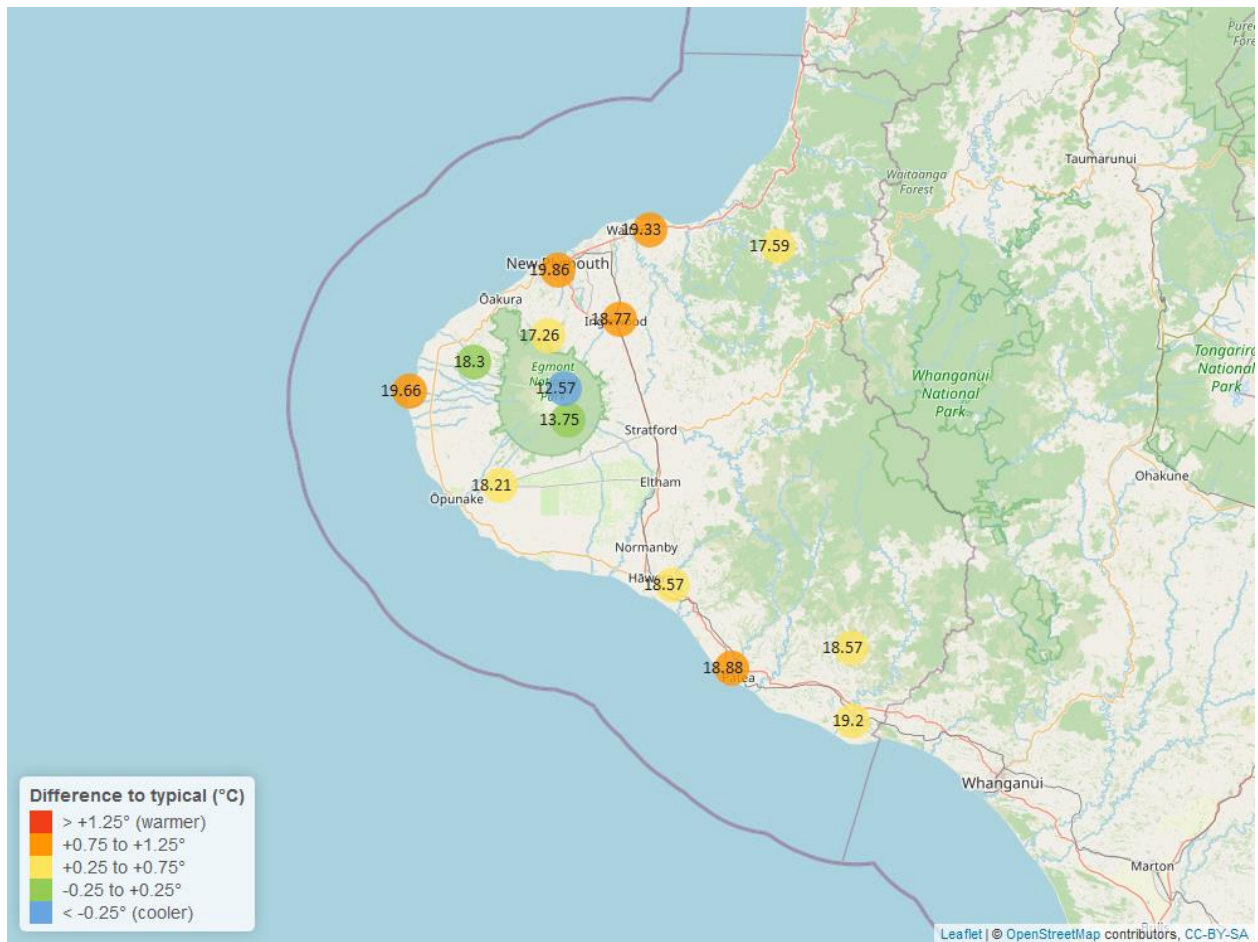 Taumarunui
Waitaanga
Forest
19.33
17.59
New
19.86
Ōakura
18.77
17.26
18.3
Egmont
12.57
19.66
13.75
Stratford
Whanganui
National
Park
Tongariro
National
Park
18.21
Ōpunake
Eltham
Ohakune
Normanby
18.57
18.57
18.88
19.2
Whanganui
Marton
Difference to typical (°C)
> +1.25° (warmer)
+0.75 to +1.25°
+0.25 to +0.75°
-0.25 to +0.25°
< -0.25° (cooler)
Leaflet | © OpenStreetMap contributors, CC-BY-SA